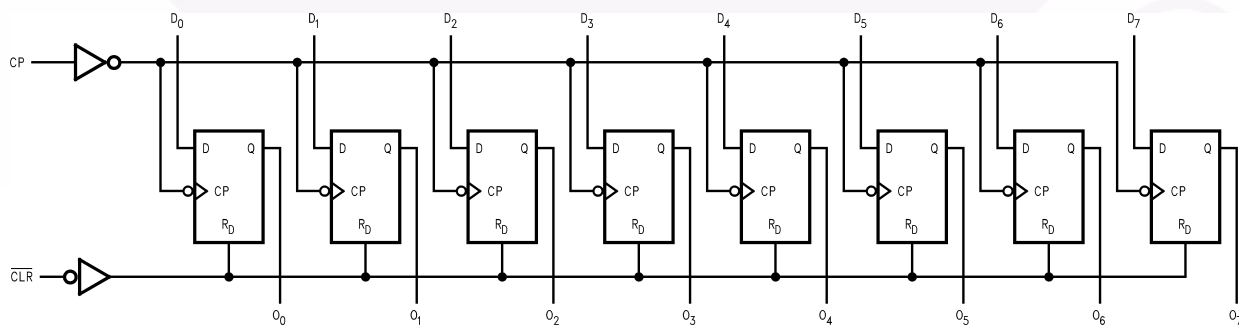 D0 D1 D2 D3 D4 D5 D6 D7
CP
D Q D Q D Q D Q D Q D Q D Q D Q
CP CP CP CP CP CP CP CP
RD RD RD RD RD RD RD RD
CLR
O0 O1 O2 O3 O4 O5 O6 O7